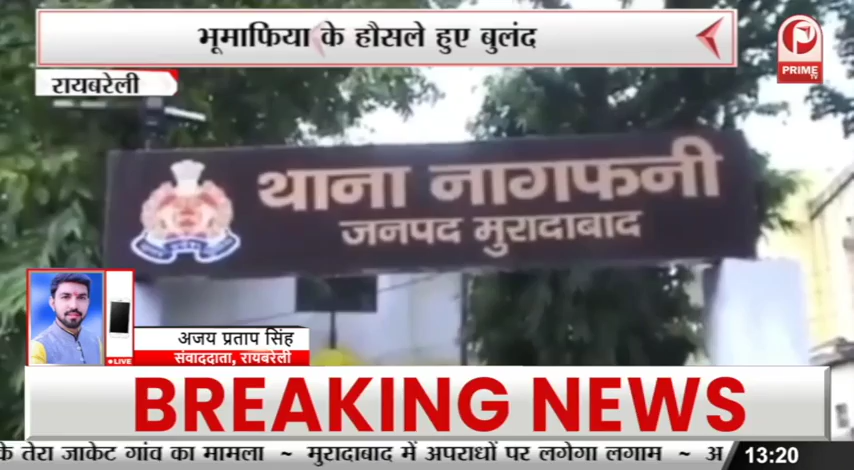 भूमाफिया के हौसले हुए बुलंद
P
PRIME
TV
रायबरेली
थाना नागफनी
जनपद मुरादाबाद
अजय प्रताप सिंह
LIVE
संवाददाता, रायबरेली
BREAKING NEWS
के तेरा जाकेट गांव का मामला ~ मुरादाबाद में अपराधों पर लगेगा लगाम ~ अ
13:20